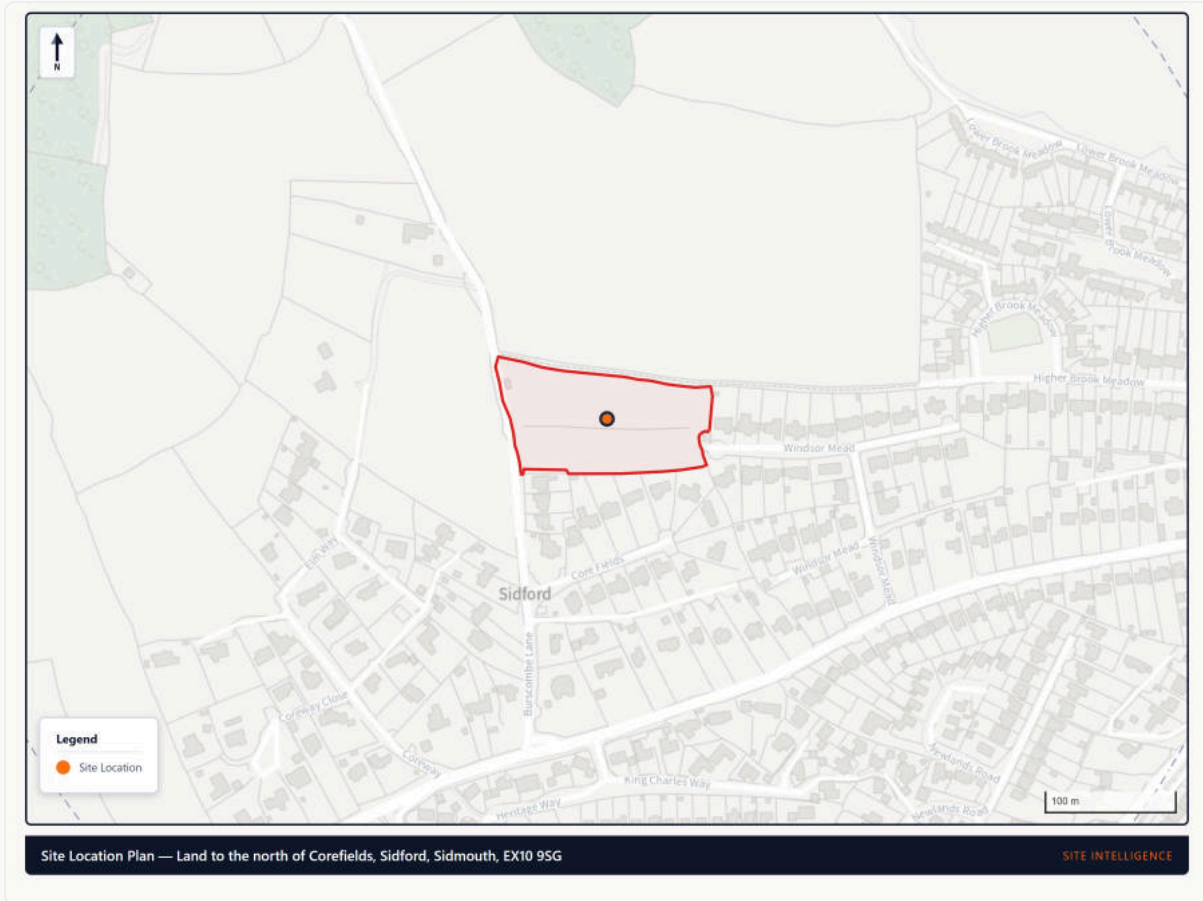 N
Lower Brook Meadow
Lower Brook Meadow
Lower Brook Meadow
Higher Brook Meadow
Higher Brook Meadow
Windsor Mead
Elm Way
Core Fields
Windsor Mead
Windsor Mead
Sidford
Burscombe Lane
Coreway Close
Coreway
King Charles Way
Heritage Way
Newlands Road
Newlands Road
Legend
Site Location
100 m
Site Location Plan — Land to the north of Corefields, Sidford, Sidmouth, EX10 9SG
SITE INTELLIGENCE